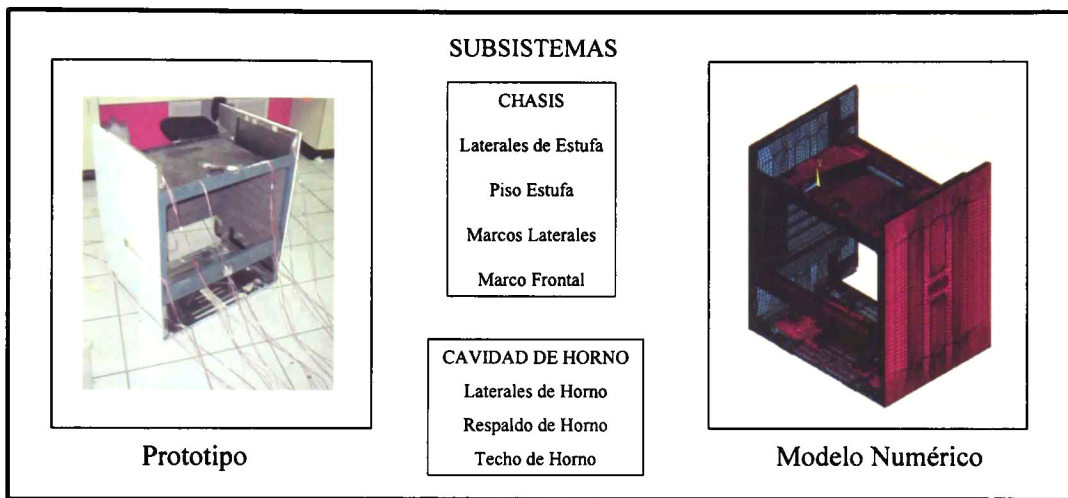 SUBSISTEMAS
CHASIS
Laterales de Estufa
Piso Estufa
Marcos Laterales
Marco Frontal
CAVIDAD DE HORNO
Laterales de Horno
Respaldo de Horno
Techo de Horno
Prototipo
Modelo Numérico